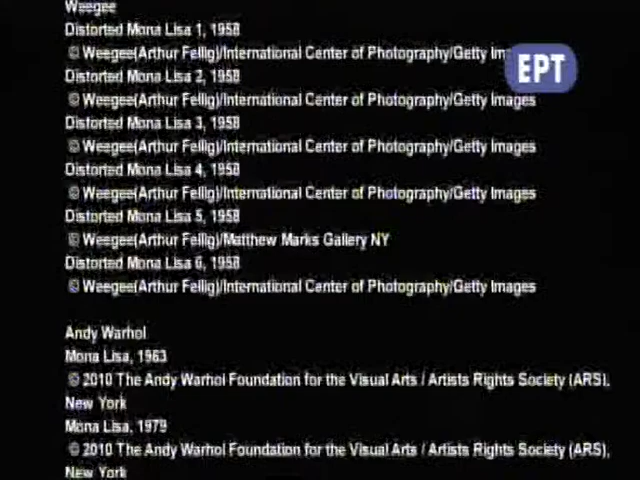 Weegee
Distorted Mona Lisa 1, 1958
© Weegee(Arthur Fellig)/International Center of Photography/Getty Im
ΕΡΤ
Distorted Mona Lisa 2, 1958
© Weegee(Arthur Fellig)/International Center of Photography/Getty Images
Distorted Mona Lisa 3, 1958
© Weegee(Arthur Fellig)/International Center of Photography/Getty Images
Distorted Mona Lisa 4, 1958
© Weegee(Arthur Fellig)/International Center of Photography/Getty Images
Distorted Mona Lisa 5, 1958
© Weegee(Arthur Fellig)/Matthew Marks Gallery NY
Distorted Mona Lisa 6, 1958
© Weegee(Arthur Fellig)/International Center of Photography/Getty Images
Andy Warhol
Mona Lisa, 1963
© 2010 The Andy Warhol Foundation for the Visual Arts / Artists Rights Society (ARS),
New York
Mona Lisa, 1979
© 2010 The Andy Warhol Foundation for the Visual Arts / Artists Rights Society (ARS),
New York